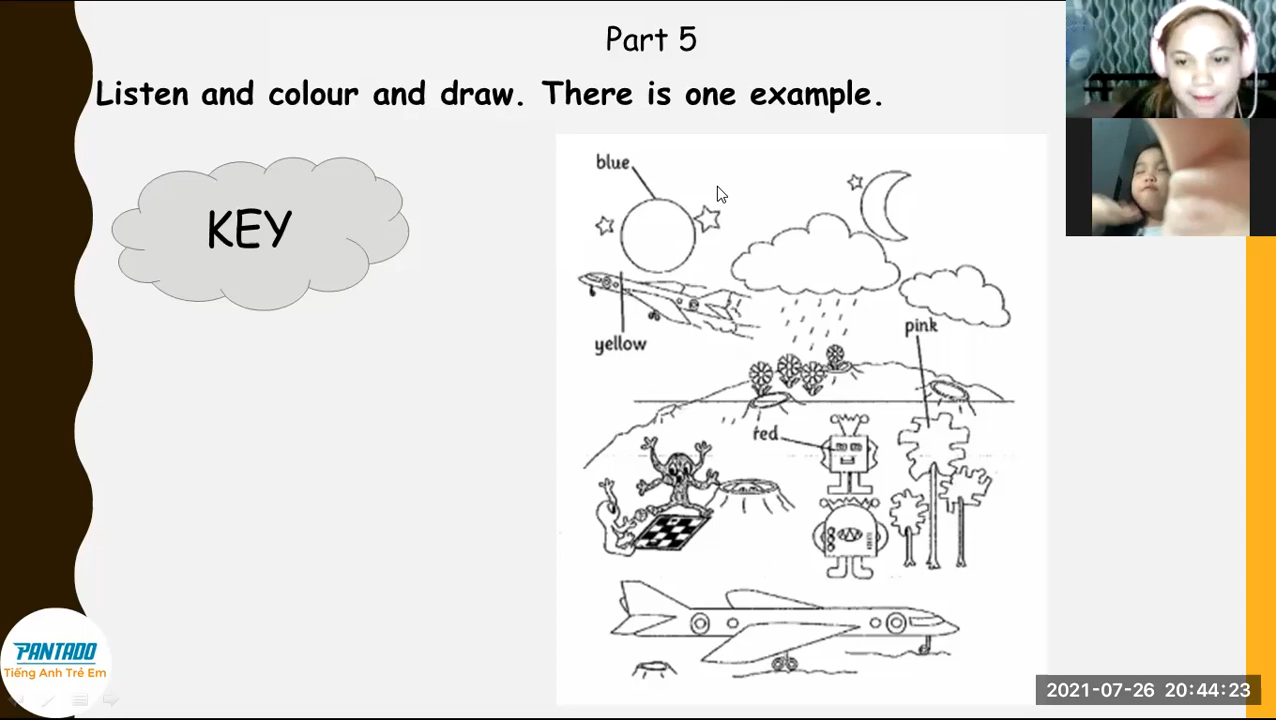 Part 5
Listen and colour and draw. There is one example.
KEY
blue
yellow
pink
red
PANTADO
Tiếng Anh Trẻ Em
2021-07-26 20:44:23